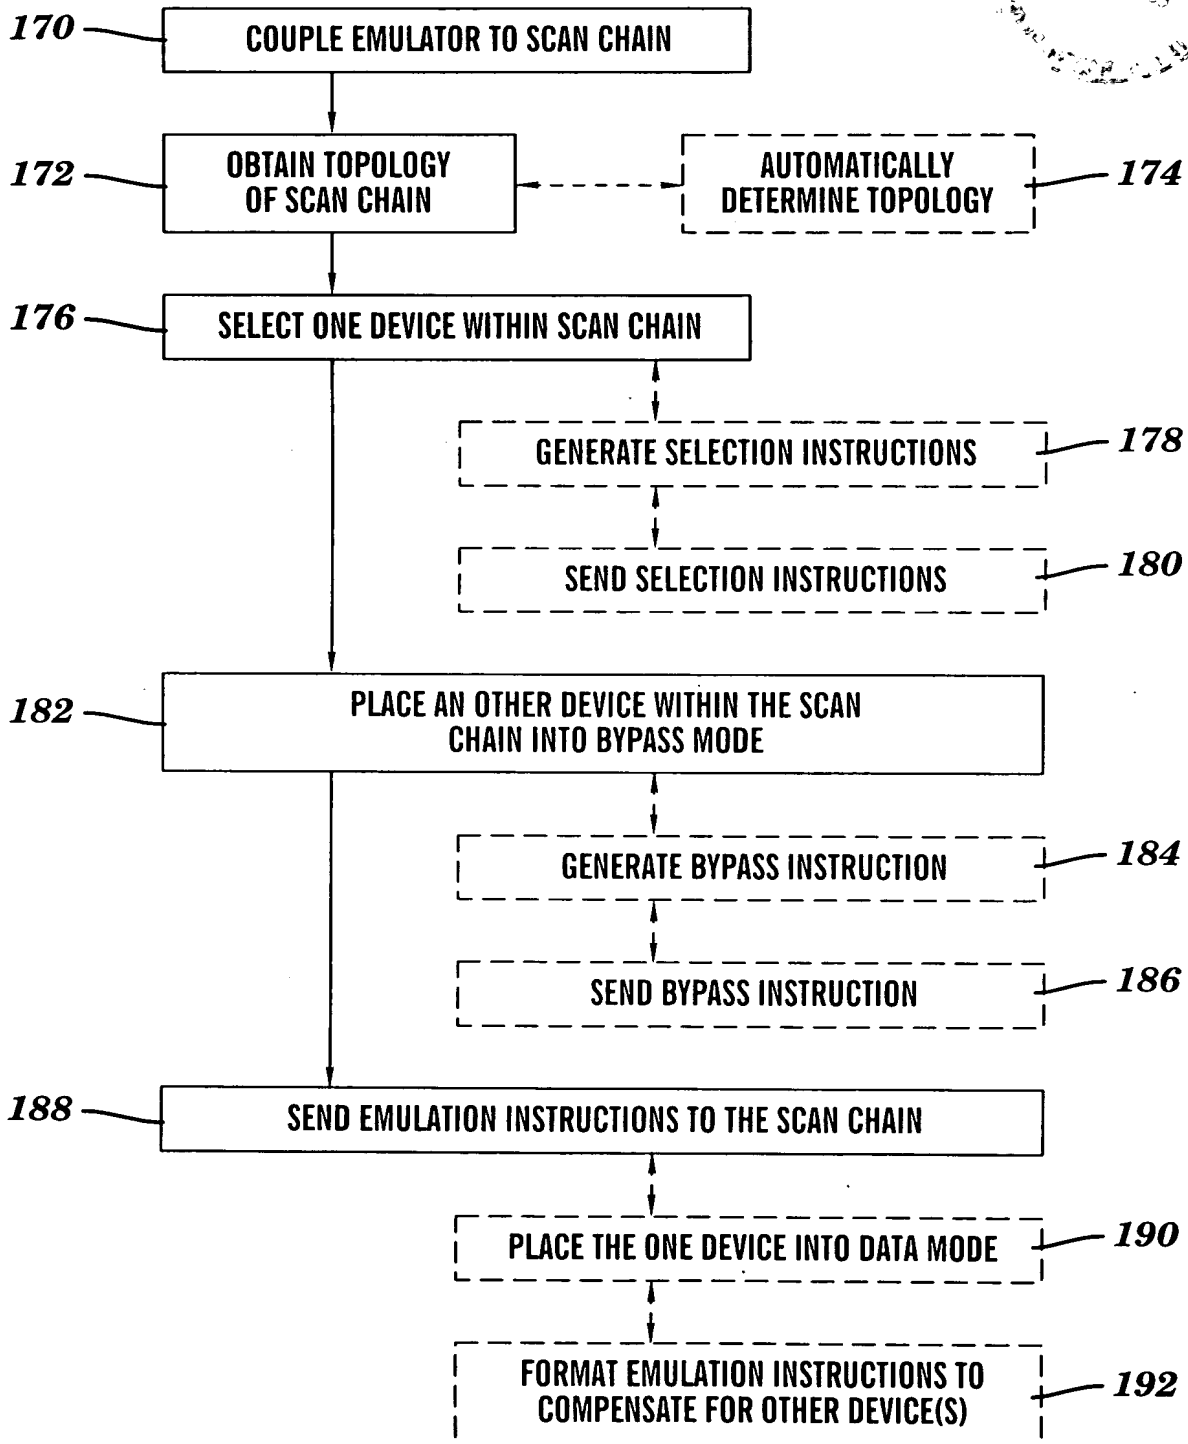 170
COUPLE EMULATOR TO SCAN CHAIN
172
OBTAIN TOPOLOGY
OF SCAN CHAIN
AUTOMATICALLY
DETERMINE TOPOLOGY
174
176
SELECT ONE DEVICE WITHIN SCAN CHAIN
GENERATE SELECTION INSTRUCTIONS
178
SEND SELECTION INSTRUCTIONS
180
182
PLACE AN OTHER DEVICE WITHIN THE SCAN
CHAIN INTO BYPASS MODE
GENERATE BYPASS INSTRUCTION
184
SEND BYPASS INSTRUCTION
186
188
SEND EMULATION INSTRUCTIONS TO THE SCAN CHAIN
PLACE THE ONE DEVICE INTO DATA MODE
190
FORMAT EMULATION INSTRUCTIONS TO
COMPENSATE FOR OTHER DEVICE(S)
192